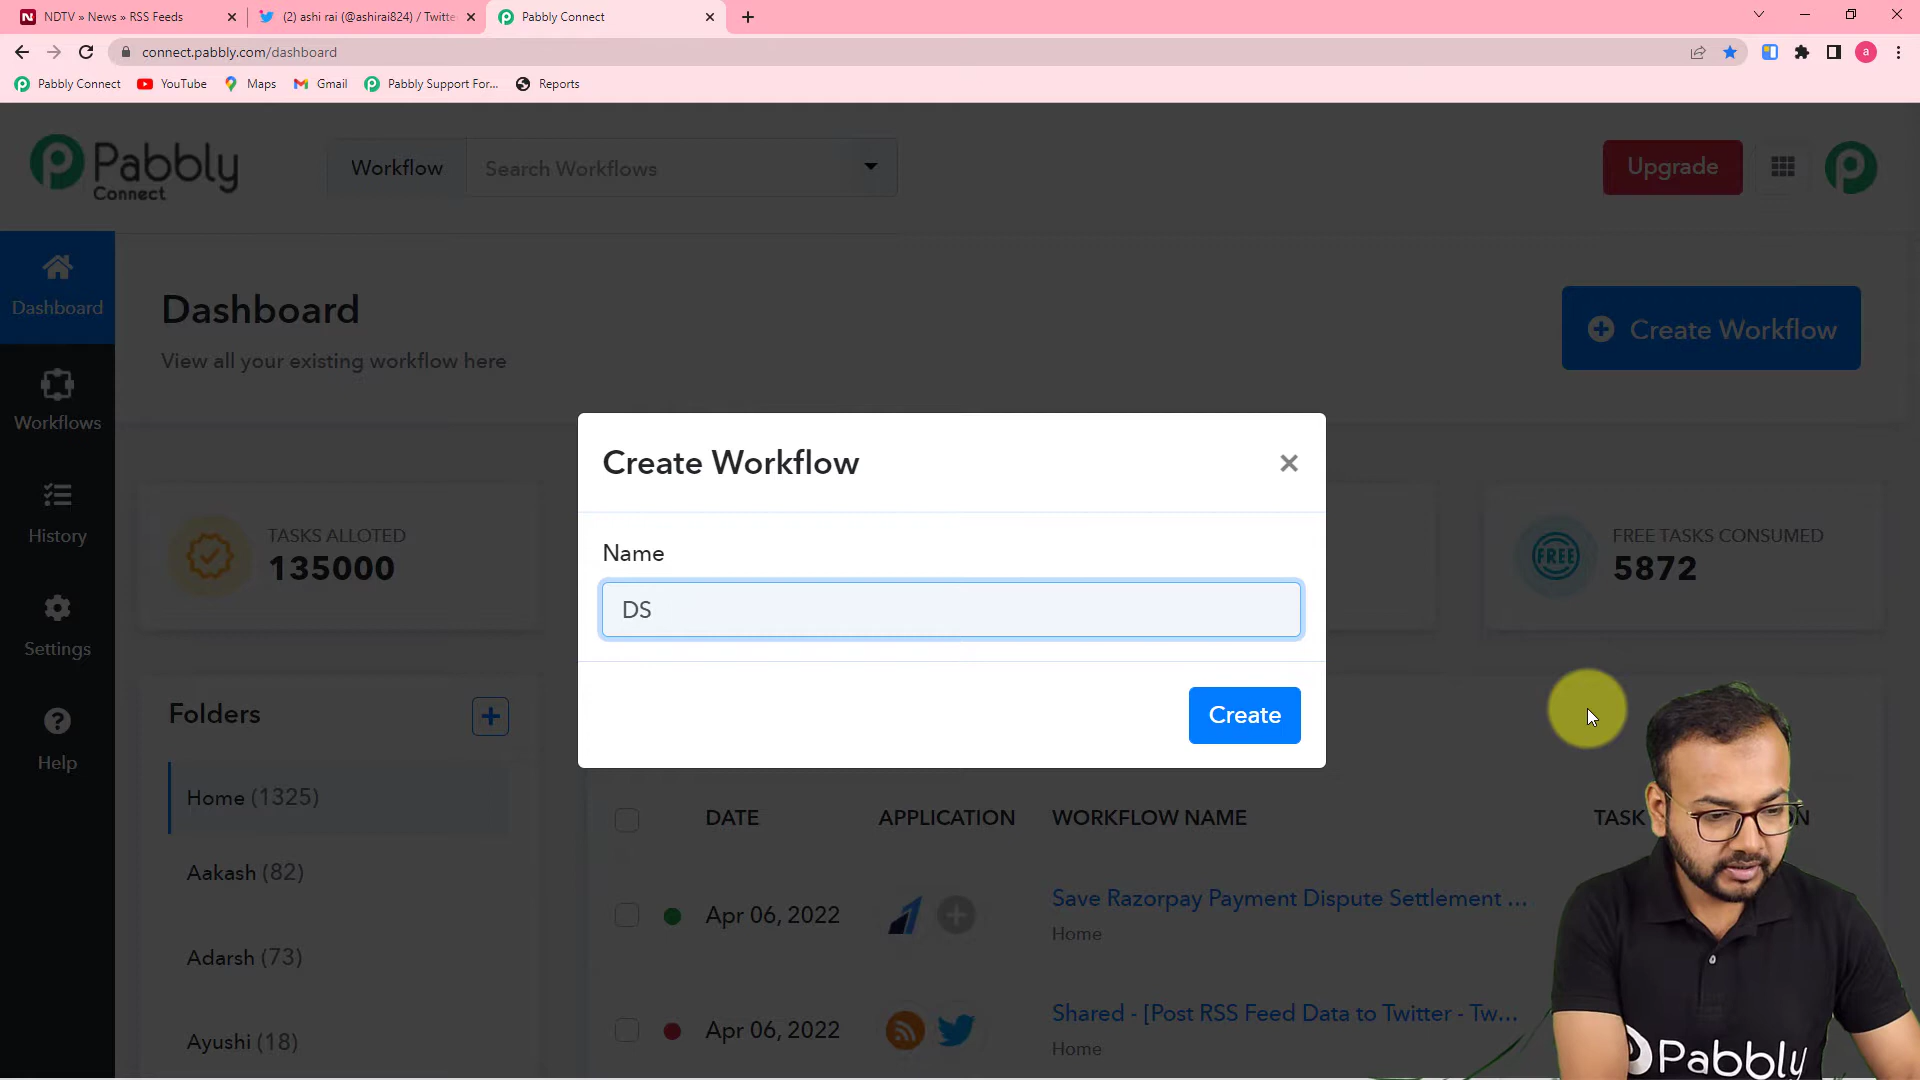 NDTV » News » RSS Feeds
(2) ashi rai (@ashirai824) / Twitte
Pabbly Connect
connect.pabbly.com/dashboard
a
Pabbly Connect
YouTube
Maps
Gmail
Pabbly Support For...
Reports
Pabbly
Connect
Workflow
Search Workflows
Upgrade
Dashboard
Dashboard
View all your existing workflow here
Create Workflow
Workflows
Create Workflow
Name
DS
Create
History
TASKS ALLOTED
135000
FREE
FREE TASKS CONSUMED
5872
Settings
Help
Folders
Home (1325)
Aakash (82)
Adarsh (73)
Ayushi (18)
DATE
APPLICATION
WORKFLOW NAME
TASK
Apr 06, 2022
Save Razorpay Payment Dispute Settlement ...
Home
Apr 06, 2022
Shared - [Post RSS Feed Data to Twitter - Tw...
Home
Pabbly